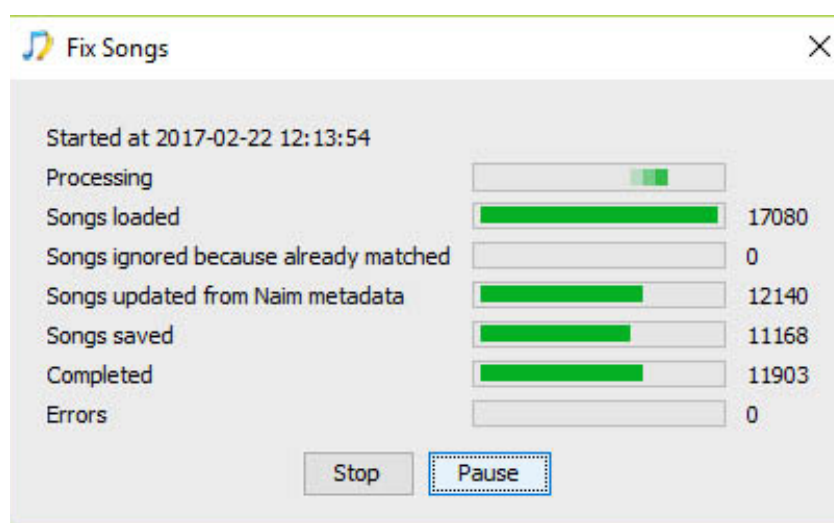 Fix Songs
Started at 2017-02-22 12:13:54
Processing
Songs loaded 17080
Songs ignored because already matched 0
Songs updated from Naim metadata 12140
Songs saved 11168
Completed 11903
Errors 0
Stop Pause